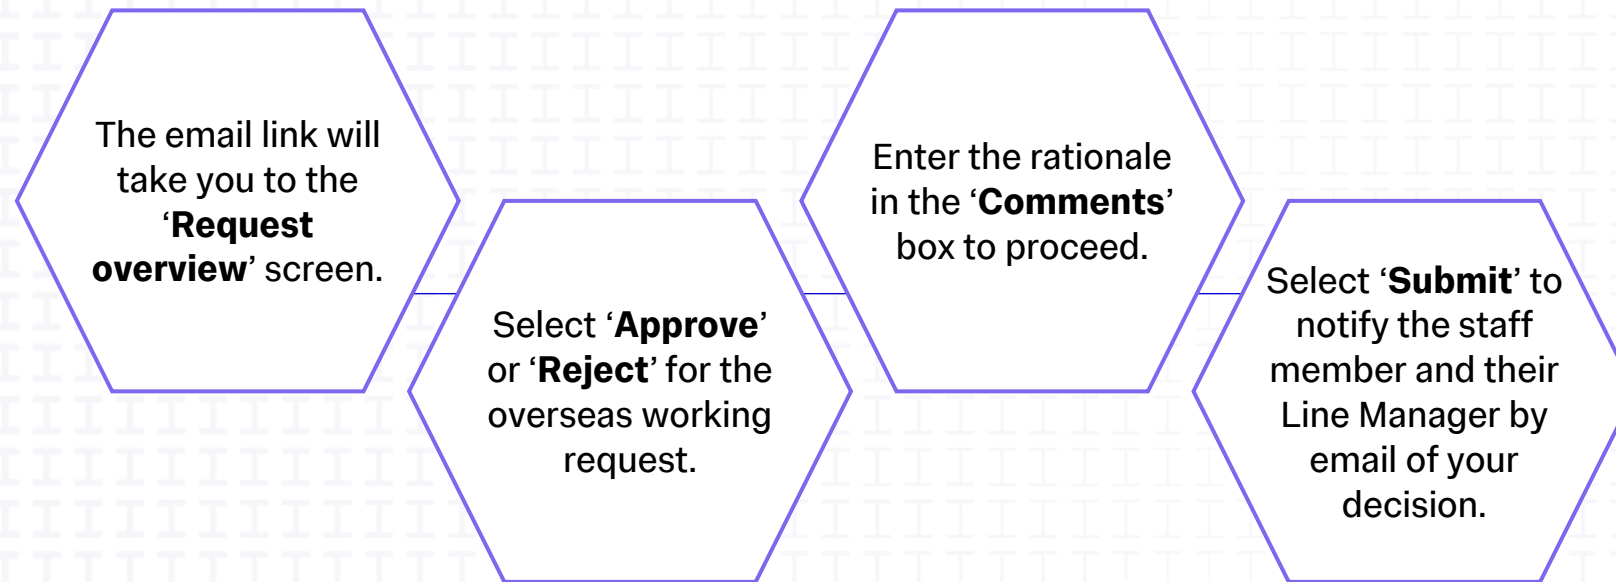 The email link will
take you to the
‘Request
overview’ screen.
Select ‘Approve’
or ‘Reject’ for the
overseas working
request.
Enter the rationale
in the ‘Comments’
box to proceed.
Select ‘Submit’ to
notify the staff
member and their
Line Manager by
email of your
decision.